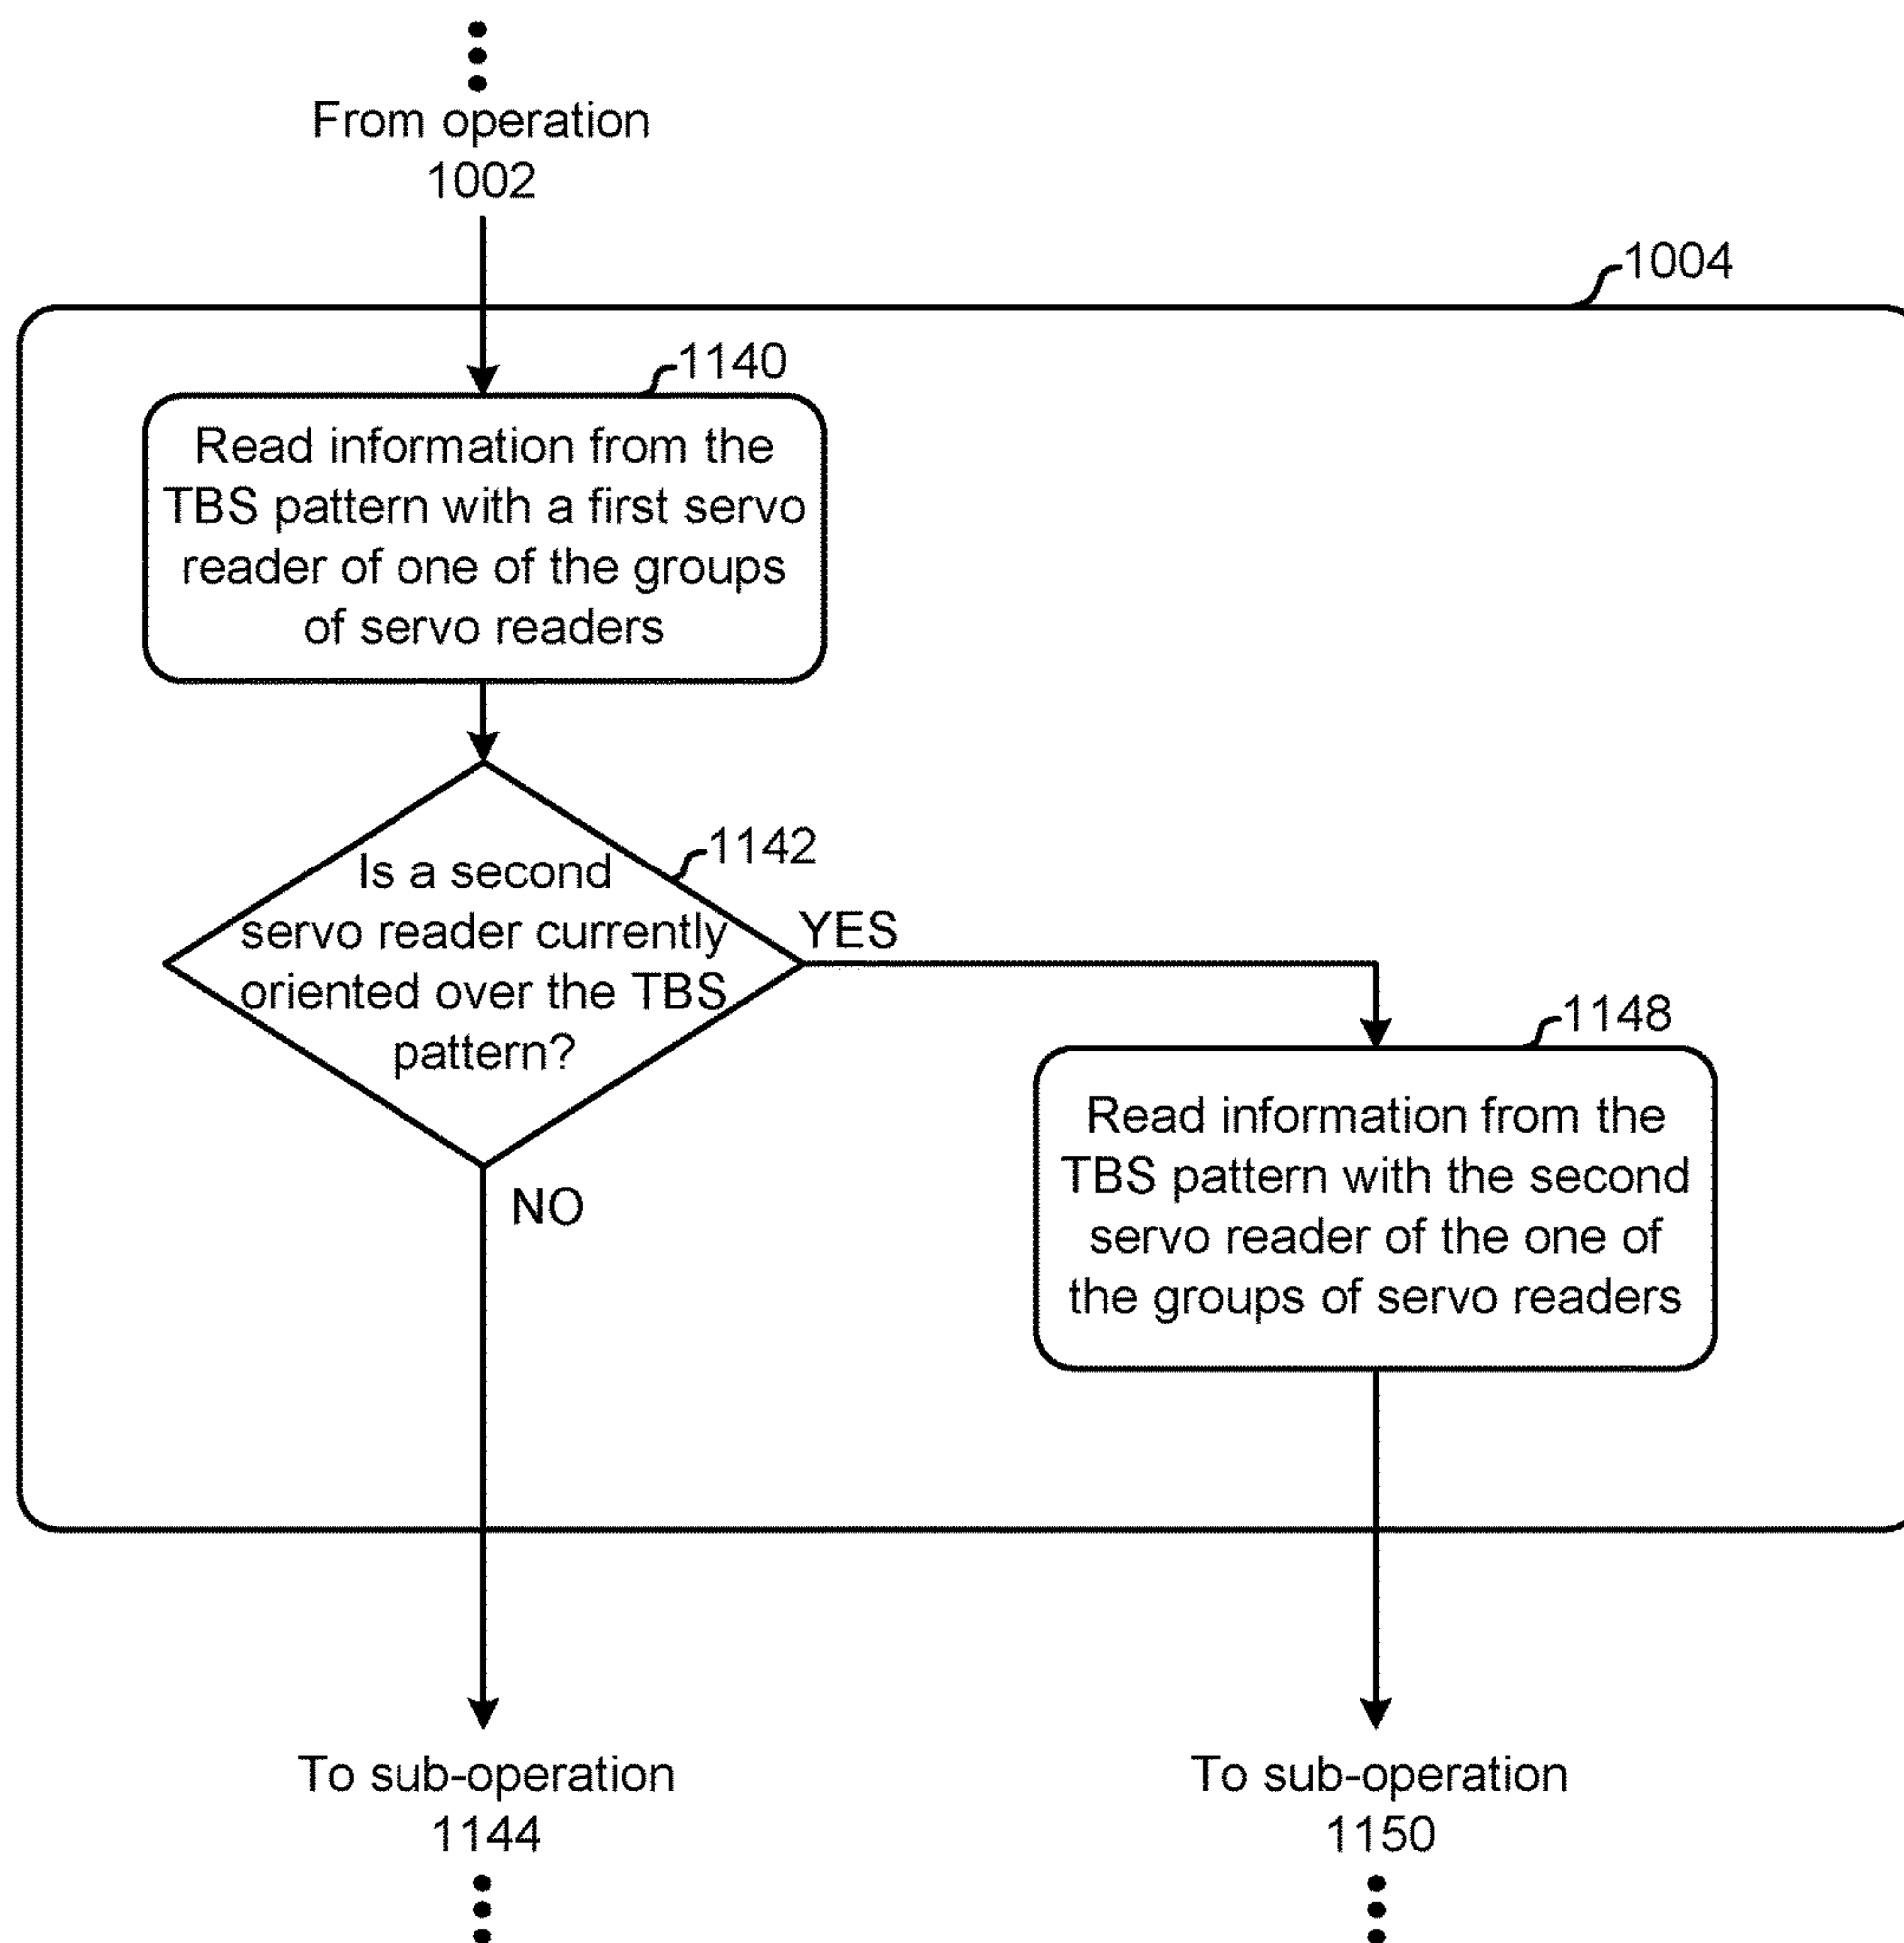 From operation
1002
1004
1140
Read information from the
TBS pattern with a first servo
reader of one of the groups
of servo readers
1142
Is a second
servo reader currently
oriented over the TBS
pattern?
YES
NO
1148
Read information from the
TBS pattern with the second
servo reader of the one of
the groups of servo readers
To sub-operation
1144
To sub-operation
1150